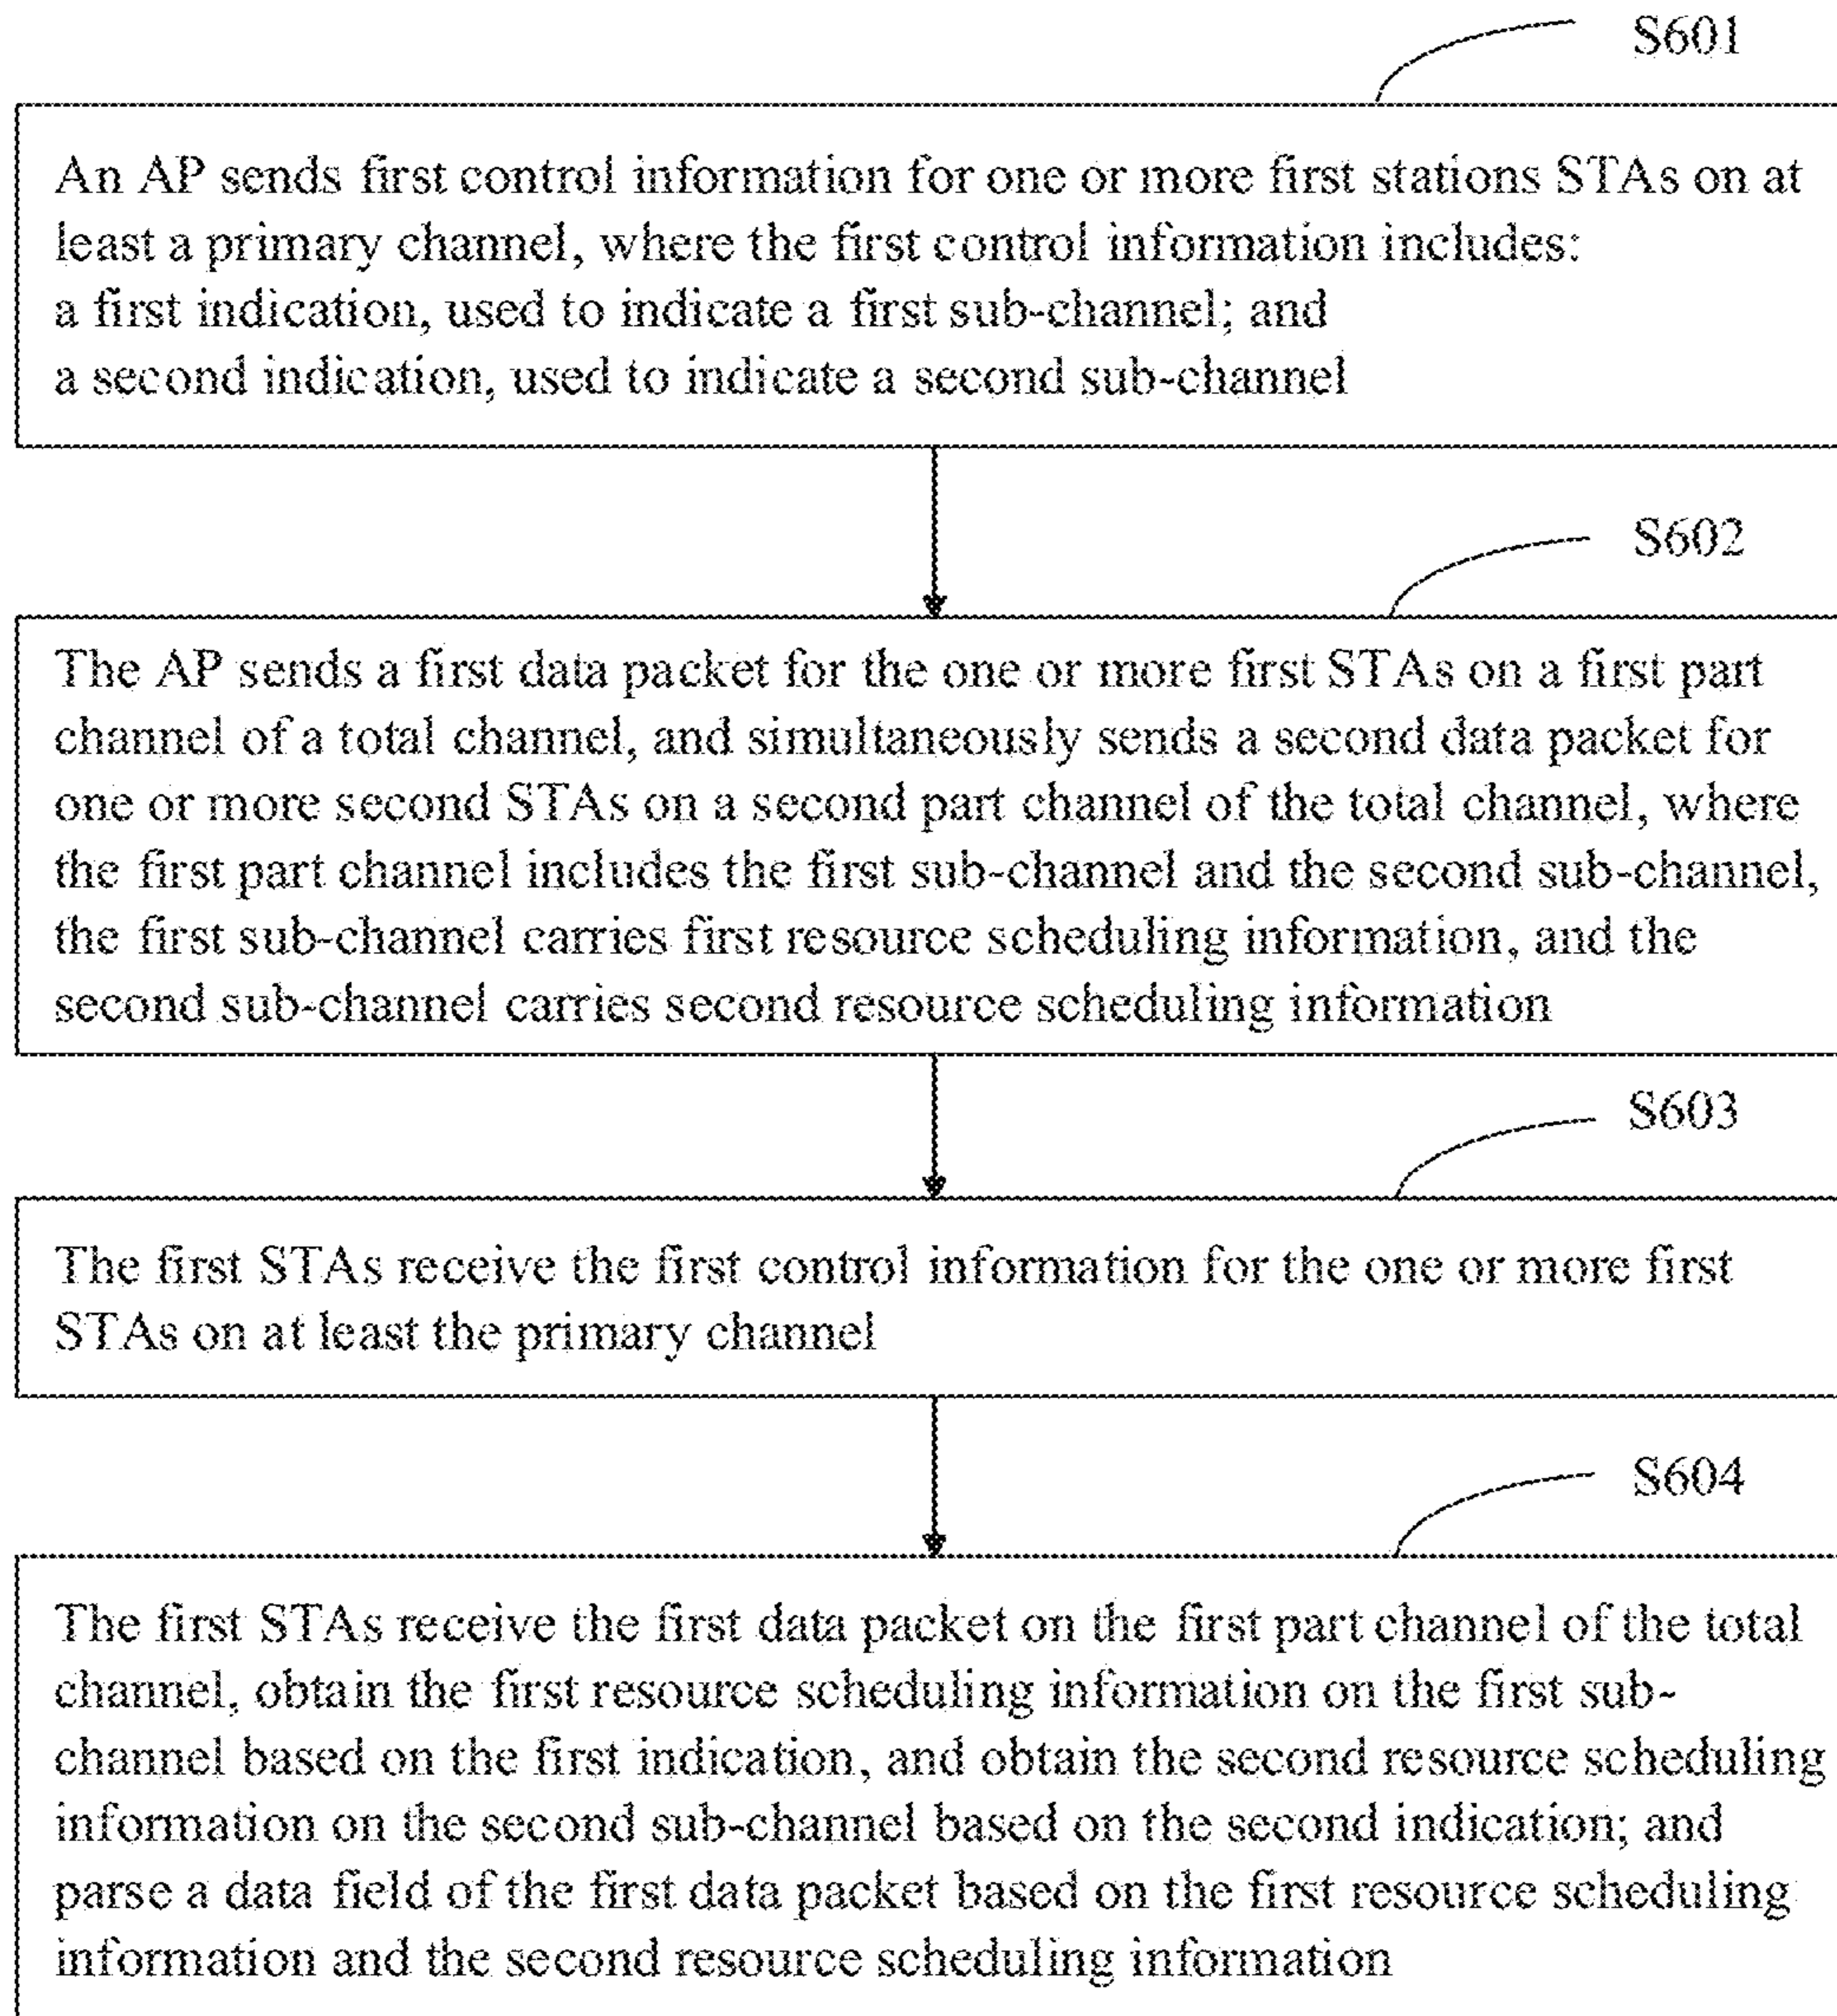 S601
An AP sends first control information for one or more first stations STAs on at
least a primary channel, where the first control information includes:
a first indication, used to indicate a first sub-channel; and
a second indication, used to indicate a second sub-channel
S602
The AP sends a first data packet for the one or more first STAs on a first part
channel of a total channel, and simultaneously sends a second data packet for
one or more second STAs on a second part channel of the total channel, where
the first part channel includes the first sub-channel and the second sub-channel,
the first sub-channel carries first resource scheduling information, and the
second sub-channel carries second resource scheduling information
S603
The first STAs receive the first control information for the one or more first
STAs on at least the primary channel
S604
The first STAs receive the first data packet on the first part channel of the total
channel, obtain the first resource scheduling information on the first sub-
channel based on the first indication, and obtain the second resource scheduling
information on the second sub-channel based on the second indication; and
parse a data field of the first data packet based on the first resource scheduling
information and the second resource scheduling information